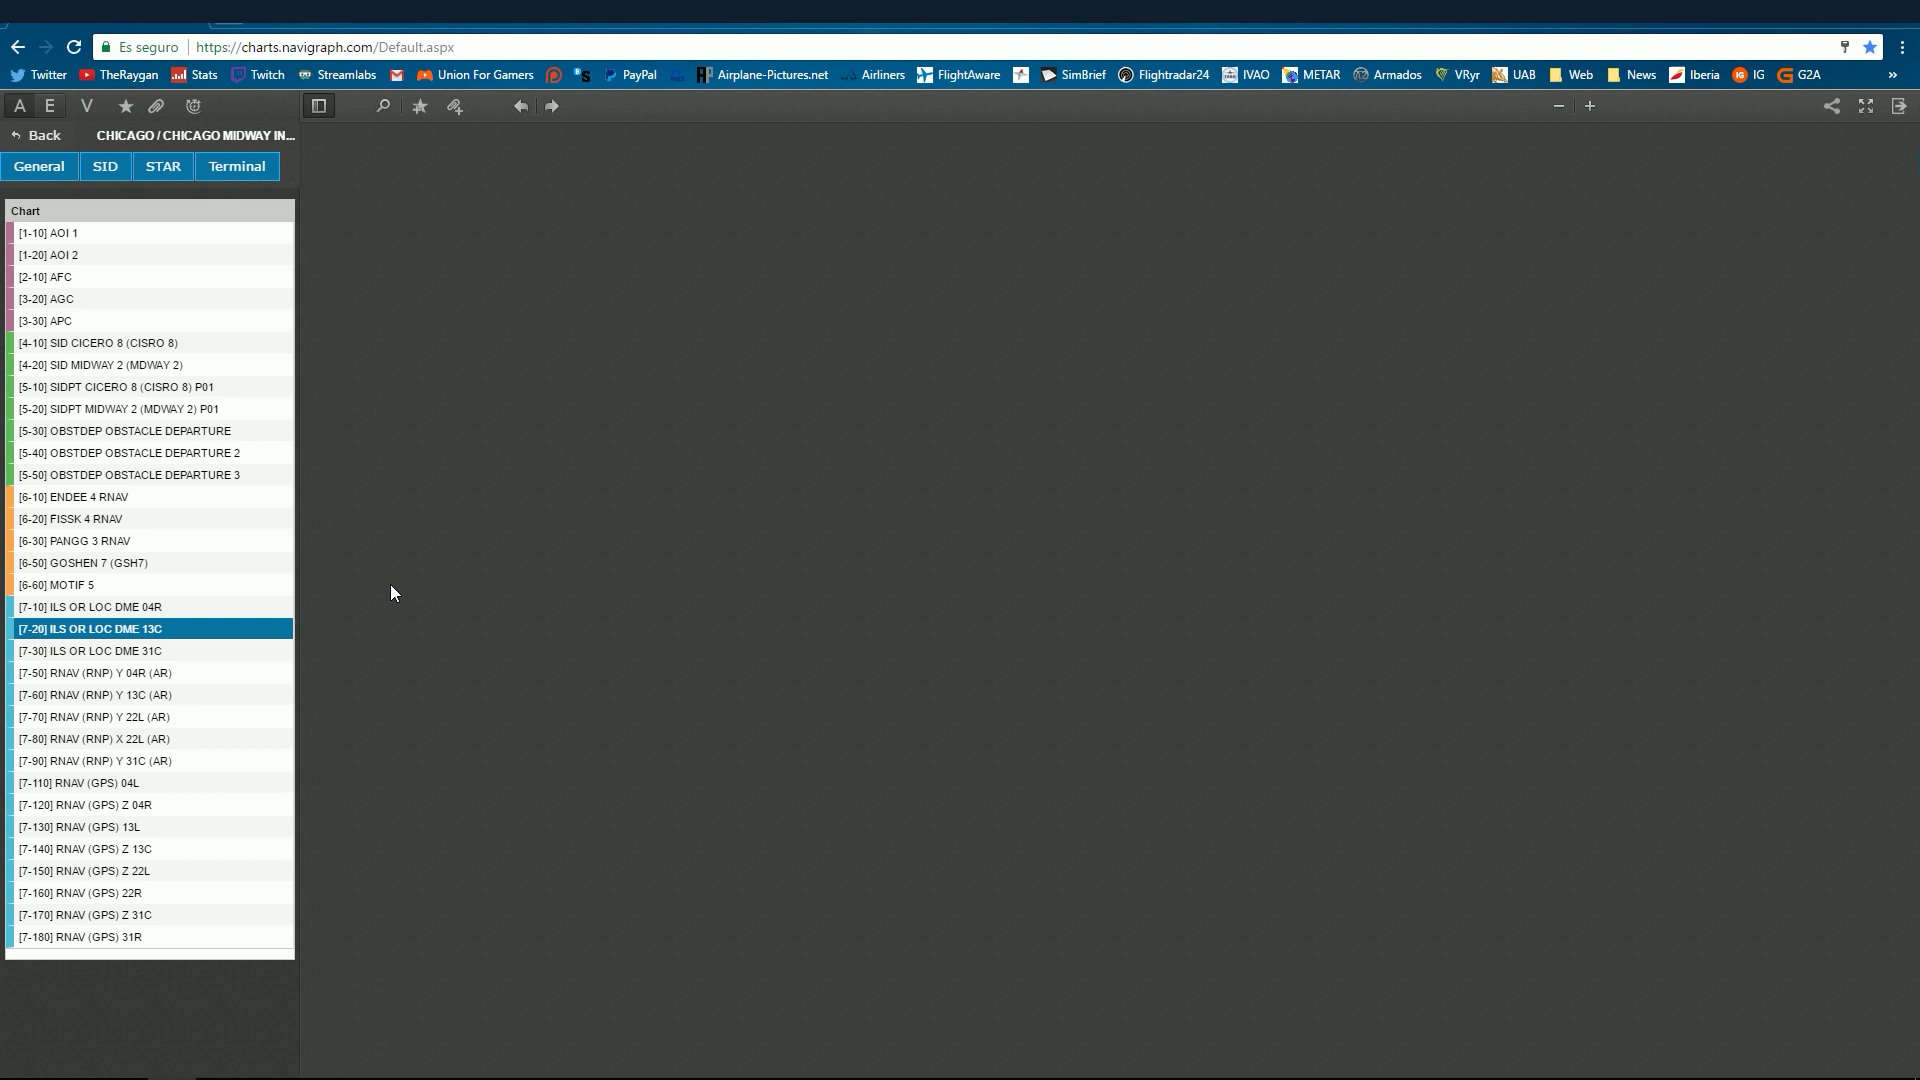 Es seguro https://charts.navigraph.com/Default.aspx
Twitter TheRaygan Stats Twitch Streamlabs Union For Gamers PayPal Airplane-Pictures.net Airliners FlightAware SimBrief Flightradar24 IVAO METAR Armados VRyr UAB Web News Iberia IG G2A »
A E V
Back CHICAGO / CHICAGO MIDWAY IN...
General SID STAR Terminal
Chart
[1-10] AOI 1
[1-20] AOI 2
[2-10] AFC
[3-20] AGC
[3-30] APC
[4-10] SID CICERO 8 (CISRO 8)
[4-20] SID MIDWAY 2 (MDWAY 2)
[5-10] SIDPT CICERO 8 (CISRO 8) P01
[5-20] SIDPT MIDWAY 2 (MDWAY 2) P01
[5-30] OBSTDEP OBSTACLE DEPARTURE
[5-40] OBSTDEP OBSTACLE DEPARTURE 2
[5-50] OBSTDEP OBSTACLE DEPARTURE 3
[6-10] ENDEE 4 RNAV
[6-20] FISSK 4 RNAV
[6-30] PANGG 3 RNAV
[6-50] GOSHEN 7 (GSH7)
[6-60] MOTIF 5
[7-10] ILS OR LOC DME 04R
[7-20] ILS OR LOC DME 13C
[7-30] ILS OR LOC DME 31C
[7-50] RNAV (RNP) Y 04R (AR)
[7-60] RNAV (RNP) Y 13C (AR)
[7-70] RNAV (RNP) Y 22L (AR)
[7-80] RNAV (RNP) X 22L (AR)
[7-90] RNAV (RNP) Y 31C (AR)
[7-110] RNAV (GPS) 04L
[7-120] RNAV (GPS) Z 04R
[7-130] RNAV (GPS) 13L
[7-140] RNAV (GPS) Z 13C
[7-150] RNAV (GPS) Z 22L
[7-160] RNAV (GPS) 22R
[7-170] RNAV (GPS) Z 31C
[7-180] RNAV (GPS) 31R